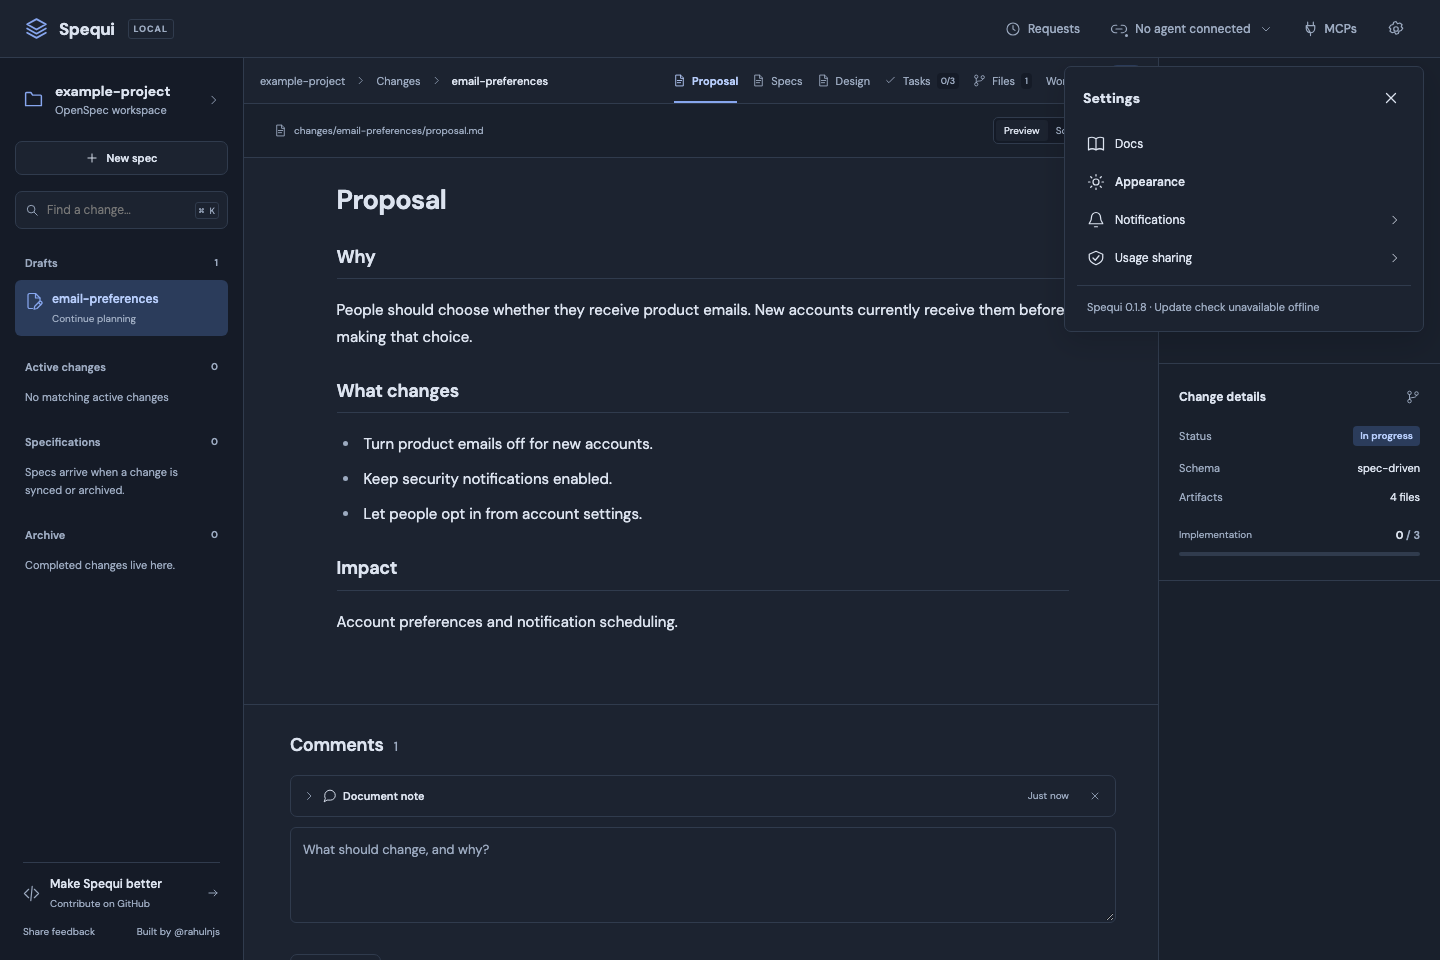 Spequi
LOCAL
Requests
No agent connected
MCPs
example-project
OpenSpec workspace
New spec
Find a change...
⌘ K
Drafts 1
email-preferences
Continue planning
Active changes 0
No matching active changes
Specifications 0
Specs arrive when a change is
synced or archived.
Archive 0
Completed changes live here.
Make Spequi better
Contribute on GitHub
Share feedback
Built by @rahulnjs
example-project > Changes > email-preferences
Proposal
Specs
Design
Tasks 0/3
Files 1
changes/email-preferences/proposal.md
Preview
Proposal
Why
People should choose whether they receive product emails. New accounts currently receive them before
making that choice.
What changes
• Turn product emails off for new accounts.
• Keep security notifications enabled.
• Let people opt in from account settings.
Impact
Account preferences and notification scheduling.
Comments 1
Document note
Just now
What should change, and why?
Settings
Docs
Appearance
Notifications
Usage sharing
Spequi 0.1.8 · Update check unavailable offline
Change details
Status In progress
Schema spec-driven
Artifacts 4 files
Implementation 0 / 3